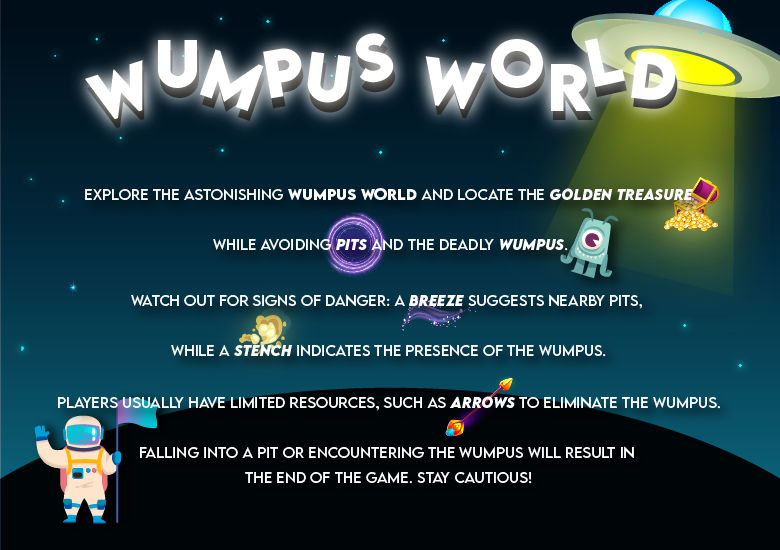 WUMPUS WORLD
EXPLORE THE ASTONISHING WUMPUS WORLD AND LOCATE THE GOLDEN TREASURE
WHILE AVOIDING PITS AND THE DEADLY WUMPUS.
WATCH OUT FOR SIGNS OF DANGER: A BREEZE SUGGESTS NEARBY PITS,
WHILE A STENCH INDICATES THE PRESENCE OF THE WUMPUS.
PLAYERS USUALLY HAVE LIMITED RESOURCES, SUCH AS ARROWS TO ELIMINATE THE WUMPUS.
FALLING INTO A PIT OR ENCOUNTERING THE WUMPUS WILL RESULT IN
THE END OF THE GAME. STAY CAUTIOUS!